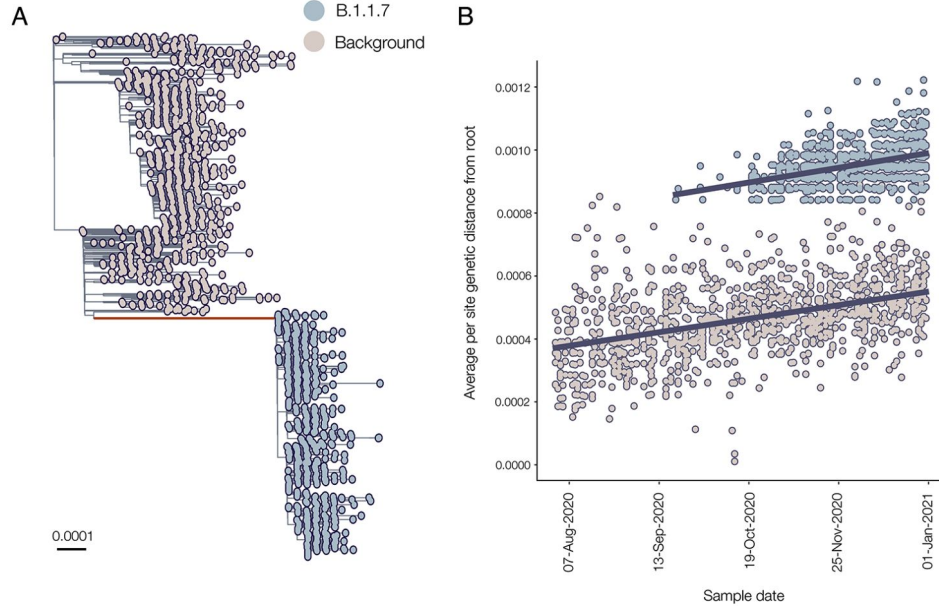 A
B.1.1.7
Background
0.0001
B
Average per site genetic distance from root
0.0012
0.0010
0.0008
0.0006
0.0004
0.0002
0.0000
07-Aug-2020
13-Sep-2020
19-Oct-2020
25-Nov-2020
01-Jan-2021
Sample date